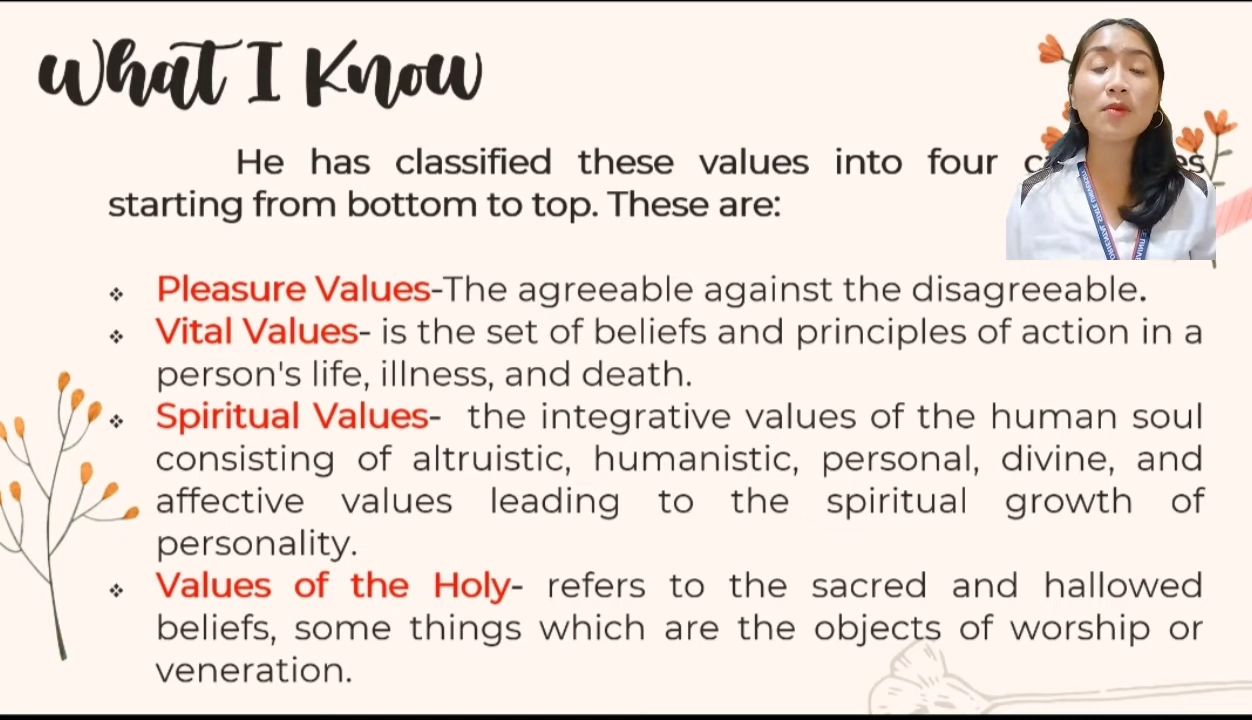 What I Know
He has classified these values into four
starting from bottom to top. These are:
❖ Pleasure Values-The agreeable against the disagreeable.
❖ Vital Values- is the set of beliefs and principles of action in a
person's life, illness, and death.
❖ Spiritual Values- the integrative values of the human soul
consisting of altruistic, humanistic, personal, divine, and
affective values leading to the spiritual growth of
personality.
❖ Values of the Holy- refers to the sacred and hallowed
beliefs, some things which are the objects of worship or
veneration.